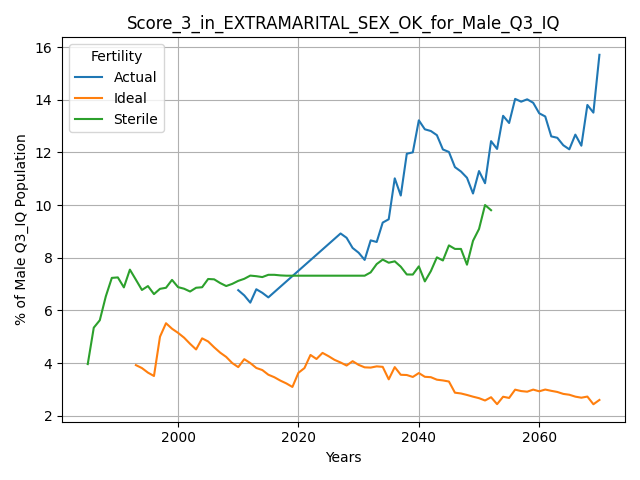 Score_3_in_EXTRAMARITAL_SEX_OK_for_Male_Q3_IQ
Fertility
Actual
Ideal
Sterile
% of Male Q3_IQ Population
16
14
12
10
8
6
4
2
2000
2020
2040
2060
Years